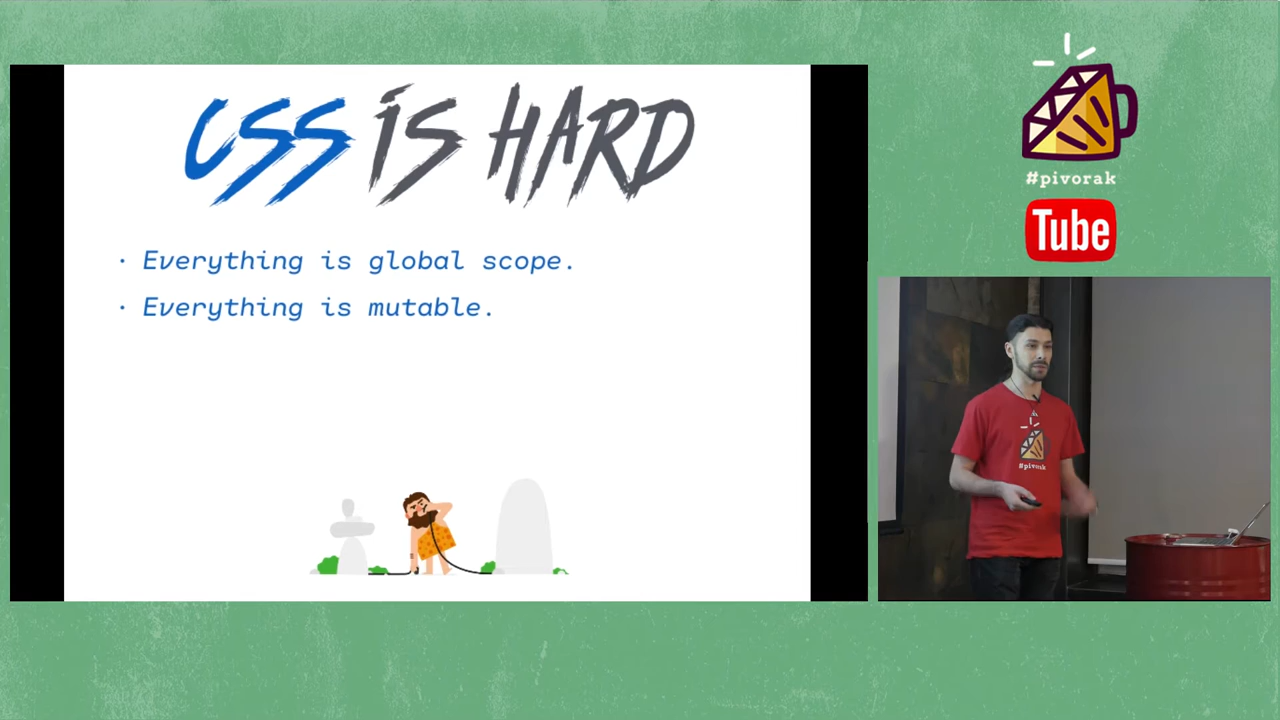 CSS IS HARD
· Everything is global scope.
· Everything is mutable.
#pivorak
Tube
#pivorak